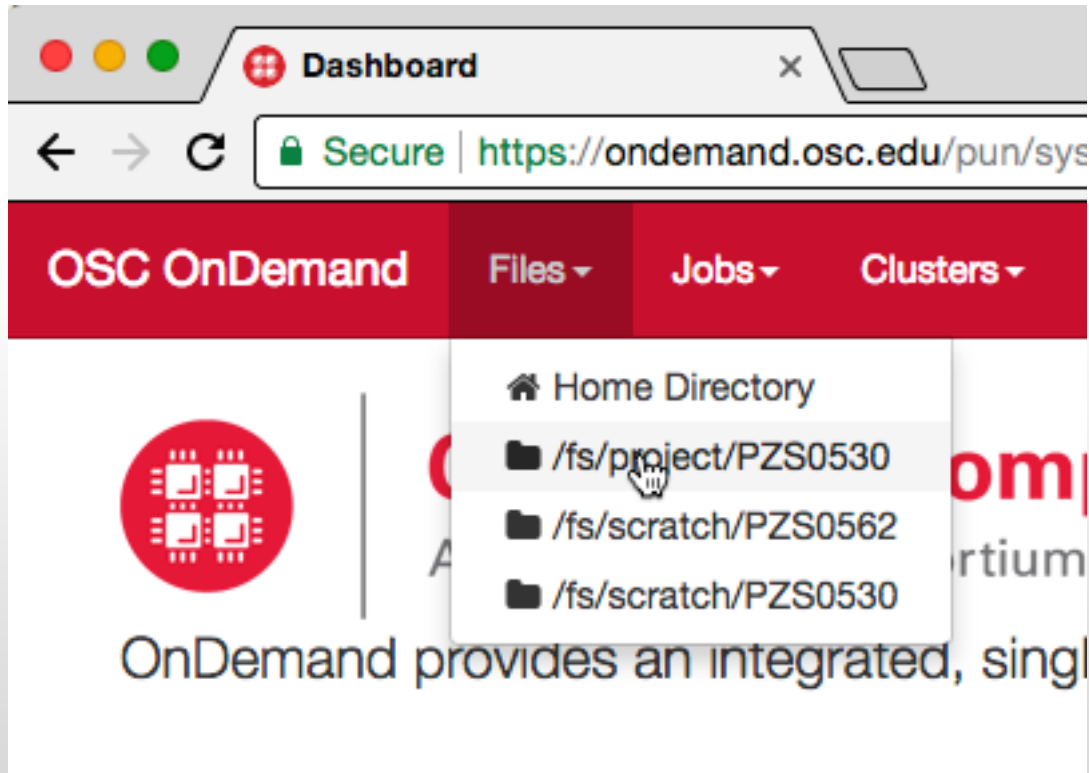 Dashboard
Secure | https://ondemand.osc.edu/pun/sys
OSC OnDemand Files Jobs Clusters
Home Directory
/fs/project/PZS0530
/fs/scratch/PZS0562
/fs/scratch/PZS0530
OnDemand provides an integrated, singl